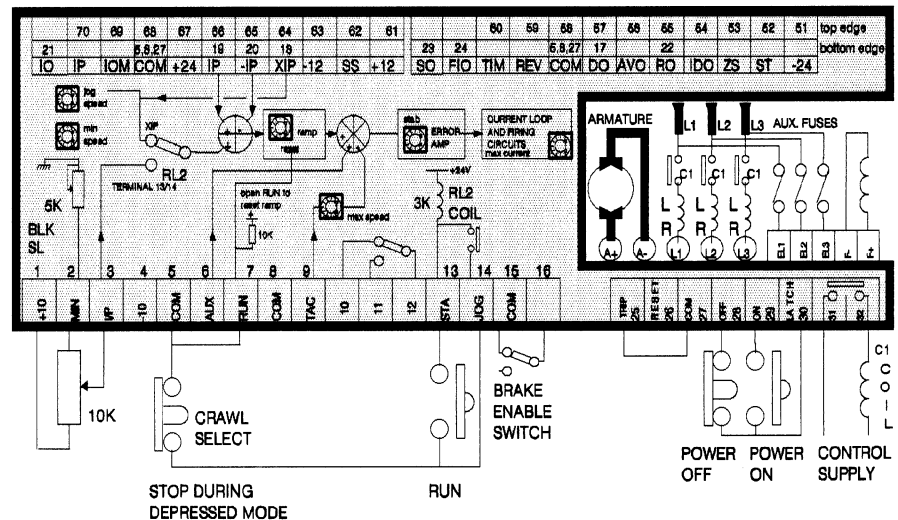 70 69 68 67 66 65 64 63 62 61 60 59 58 57 56 55 54 53 52 51 top edge
21 5,8,27 19 20 18 23 24 5,8,27 17 22 bottom edge
IO IP IOM COM +24 IP -IP XIP -12 SS +12 SO FIO TIM REV COM DO AVO RO IDO ZS ST -24
jog
speed
min
speed
XIP
RL2
TERMINAL 13/14
5K
BLK
SL
ramp
reset
open RUN to
reset ramp
10K
max speed
stab
ERROR
AMP
+24V
3K
RL2
COIL
CURRENT LOOP
AND FIRING
CIRCUITS
max current
ARMATURE
L1 L2 L3 AUX. FUSES
C1 C1 C1
L L L
R R R
A+ A- L1 L2 L3 EL1 EL2 EL3 F- F+
1 2 3 4 5 6 7 8 9 13 14 15 16
+10 MIN I/P -10 COM AUX RUN COM TAC 10 11 12 STA JOG COM
TRIP 25 RESET 26 COM 27 OFF 28 ON 29 LATCH 30 S1 S2
10K
CRAWL
SELECT
STOP DURING
DEPRESSED MODE
RUN
BRAKE
ENABLE
SWITCH
POWER
OFF
POWER
ON
CONTROL
SUPPLY
C1
COIL